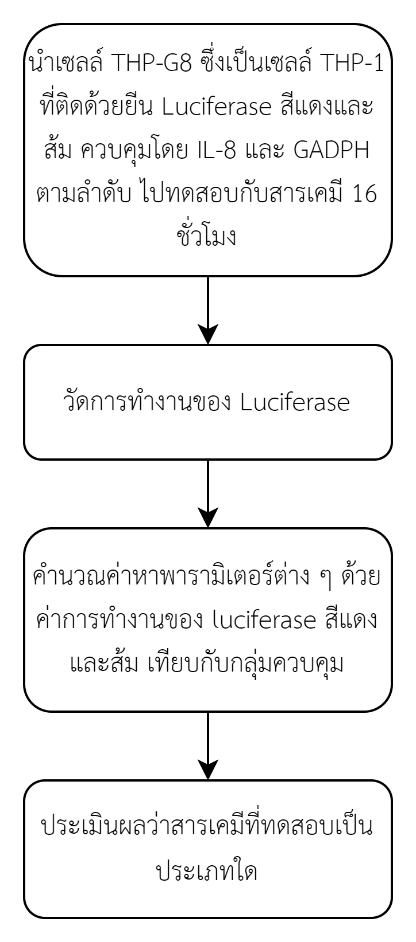 นำเซลล์ THP-G8 ซึ่งเป็นเซลล์ THP-1
ที่ติดด้วยยีน Luciferase สีแดงและ
ส้ม ควบคุมโดย IL-8 และ GADPH
ตามลำดับ ไปทดสอบกับสารเคมี 16
ชั่วโมง
วัดการทำงานของ Luciferase
คำนวณค่าหาพารามิเตอร์ต่าง ๆ ด้วย
ค่าการทำงานของ luciferase สีแดง
และส้ม เทียบกับกลุ่มควบคุม
ประเมินผลว่าสารเคมีที่ทดสอบเป็น
ประเภทใด